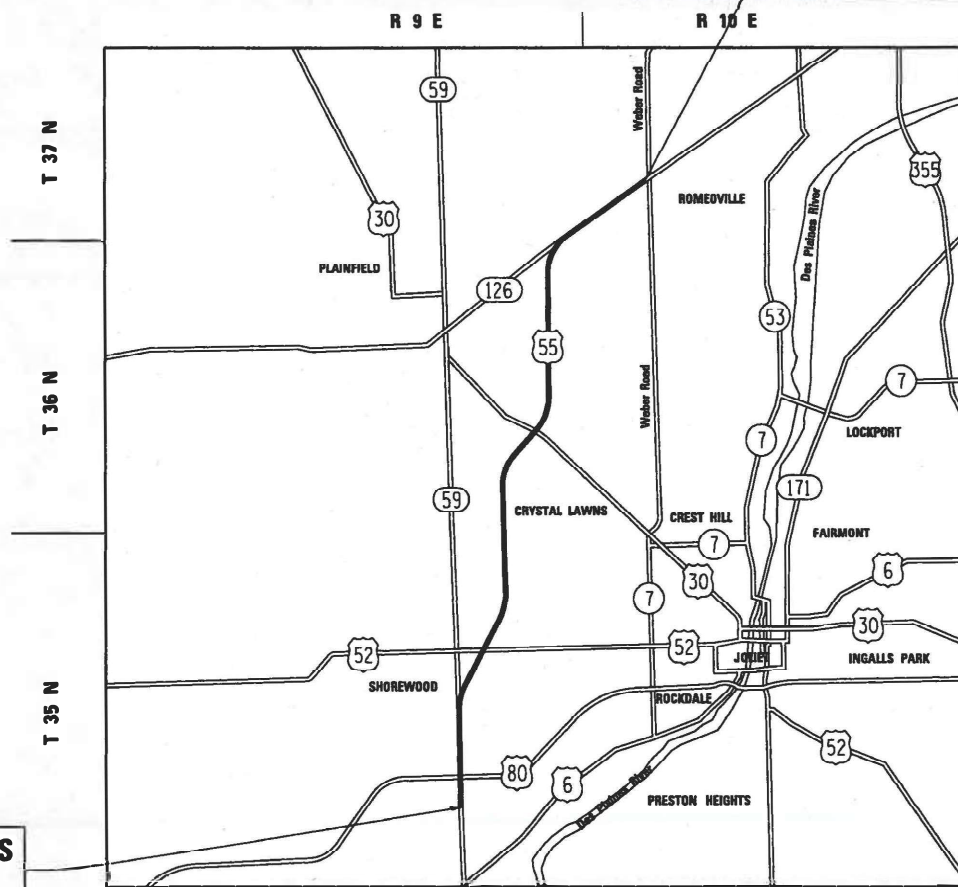 R 9 E
R 10 E
T 37 N
T 36 N
T 35 N
59
Weber Road
355
ROMEOVILLE
Des Plaines River
30
PLAINFIELD
126
53
55
7
Weber Road
7
LOCKPORT
171
59
CRYSTAL LAWNS
CREST HILL
FAIRMONT
7
6
30
7
30
52
52
JOLIET
INGALLS PARK
SHOREWOOD
ROCKDALE
52
80
6
Des Plaines River
PRESTON HEIGHTS
S